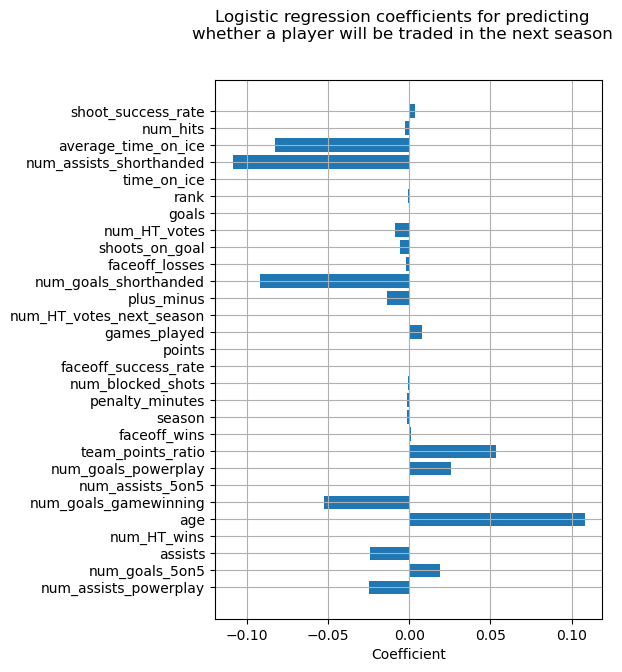 Logistic regression coefficients for predicting
whether a player will be traded in the next season
shoot_success_rate
num_hits
average_time_on_ice
num_assists_shorthanded
time_on_ice
rank
goals
num_HT_votes
shoots_on_goal
faceoff_losses
num_goals_shorthanded
plus_minus
num_HT_votes_next_season
games_played
points
faceoff_success_rate
num_blocked_shots
penalty_minutes
season
faceoff_wins
team_points_ratio
num_goals_powerplay
num_assists_5on5
num_goals_gamewinning
age
num_HT_wins
assists
num_goals_5on5
num_assists_powerplay
−0.10 −0.05 0.00 0.05 0.10
Coefficient